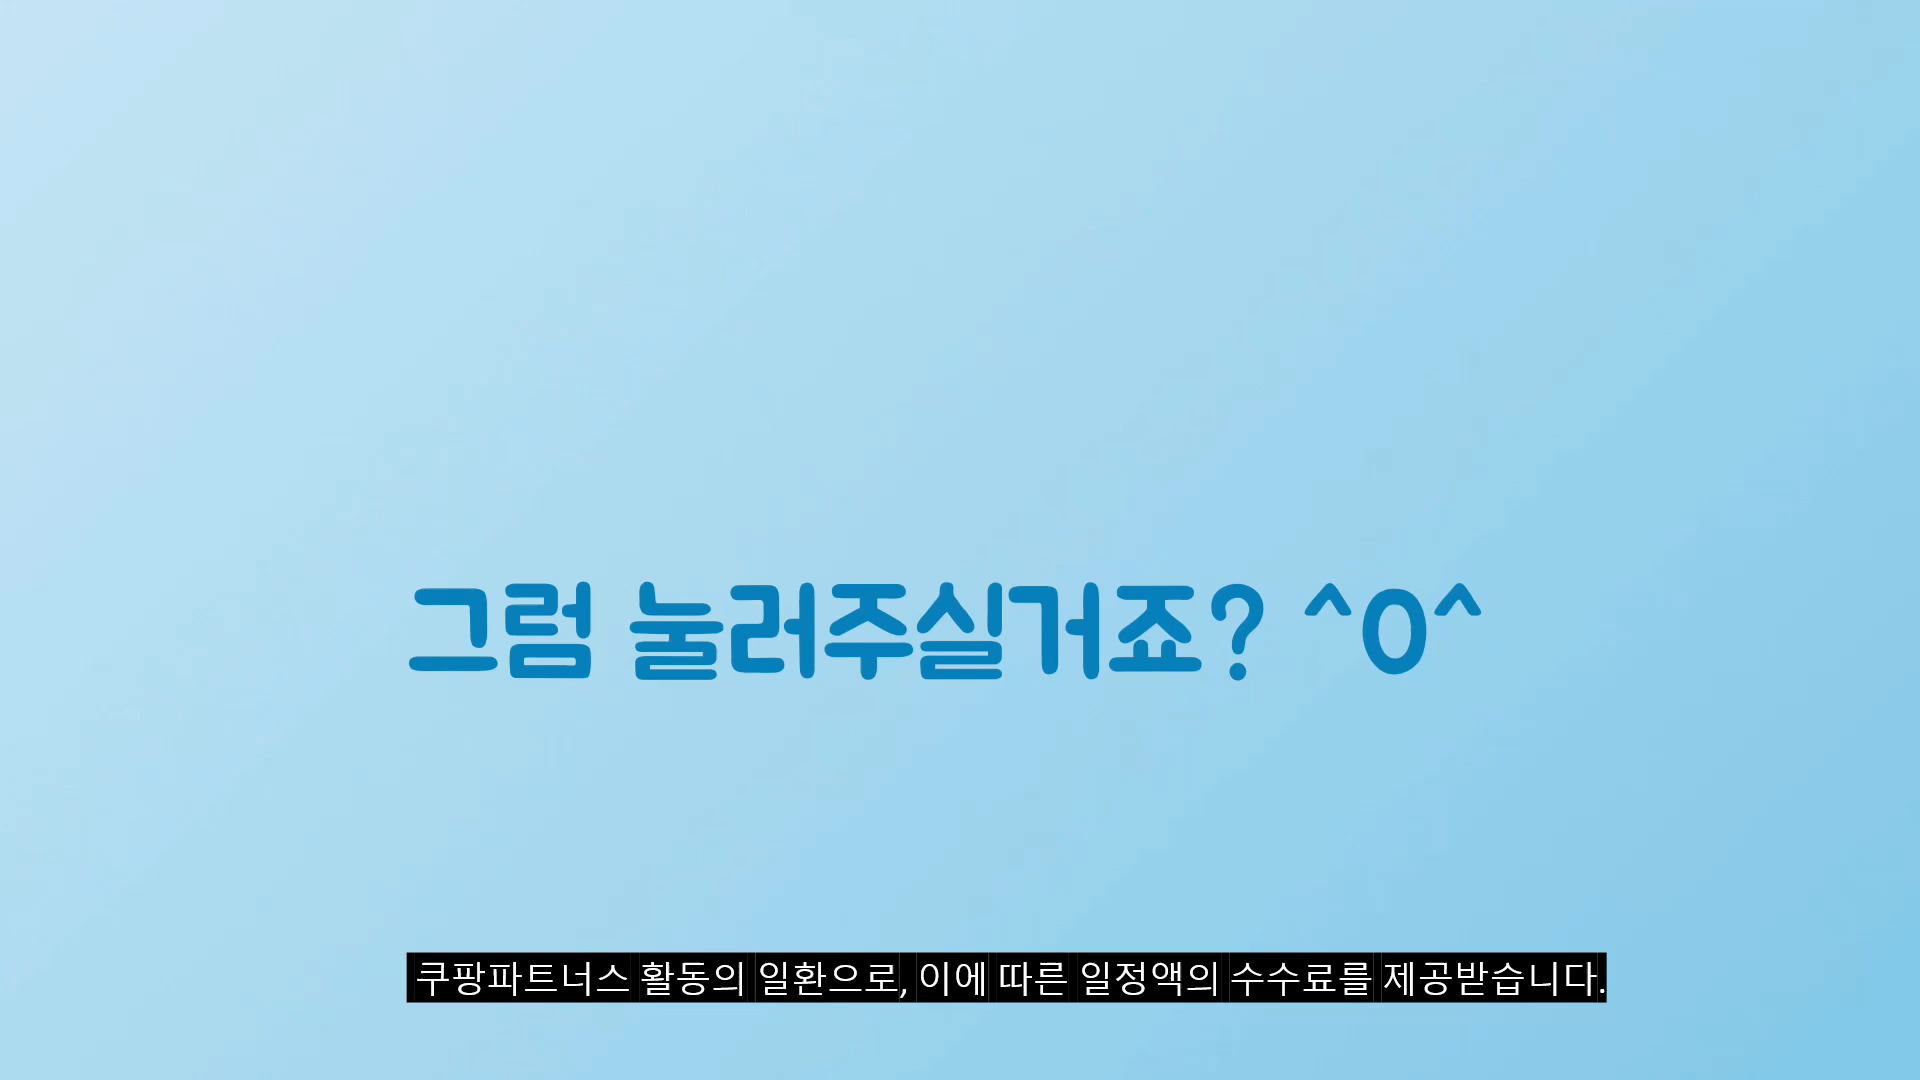 그럼 눌러주실거죠? ^0^
쿠팡파트너스 활동의 일환으로, 이에 따른 일정액의 수수료를 제공받습니다.